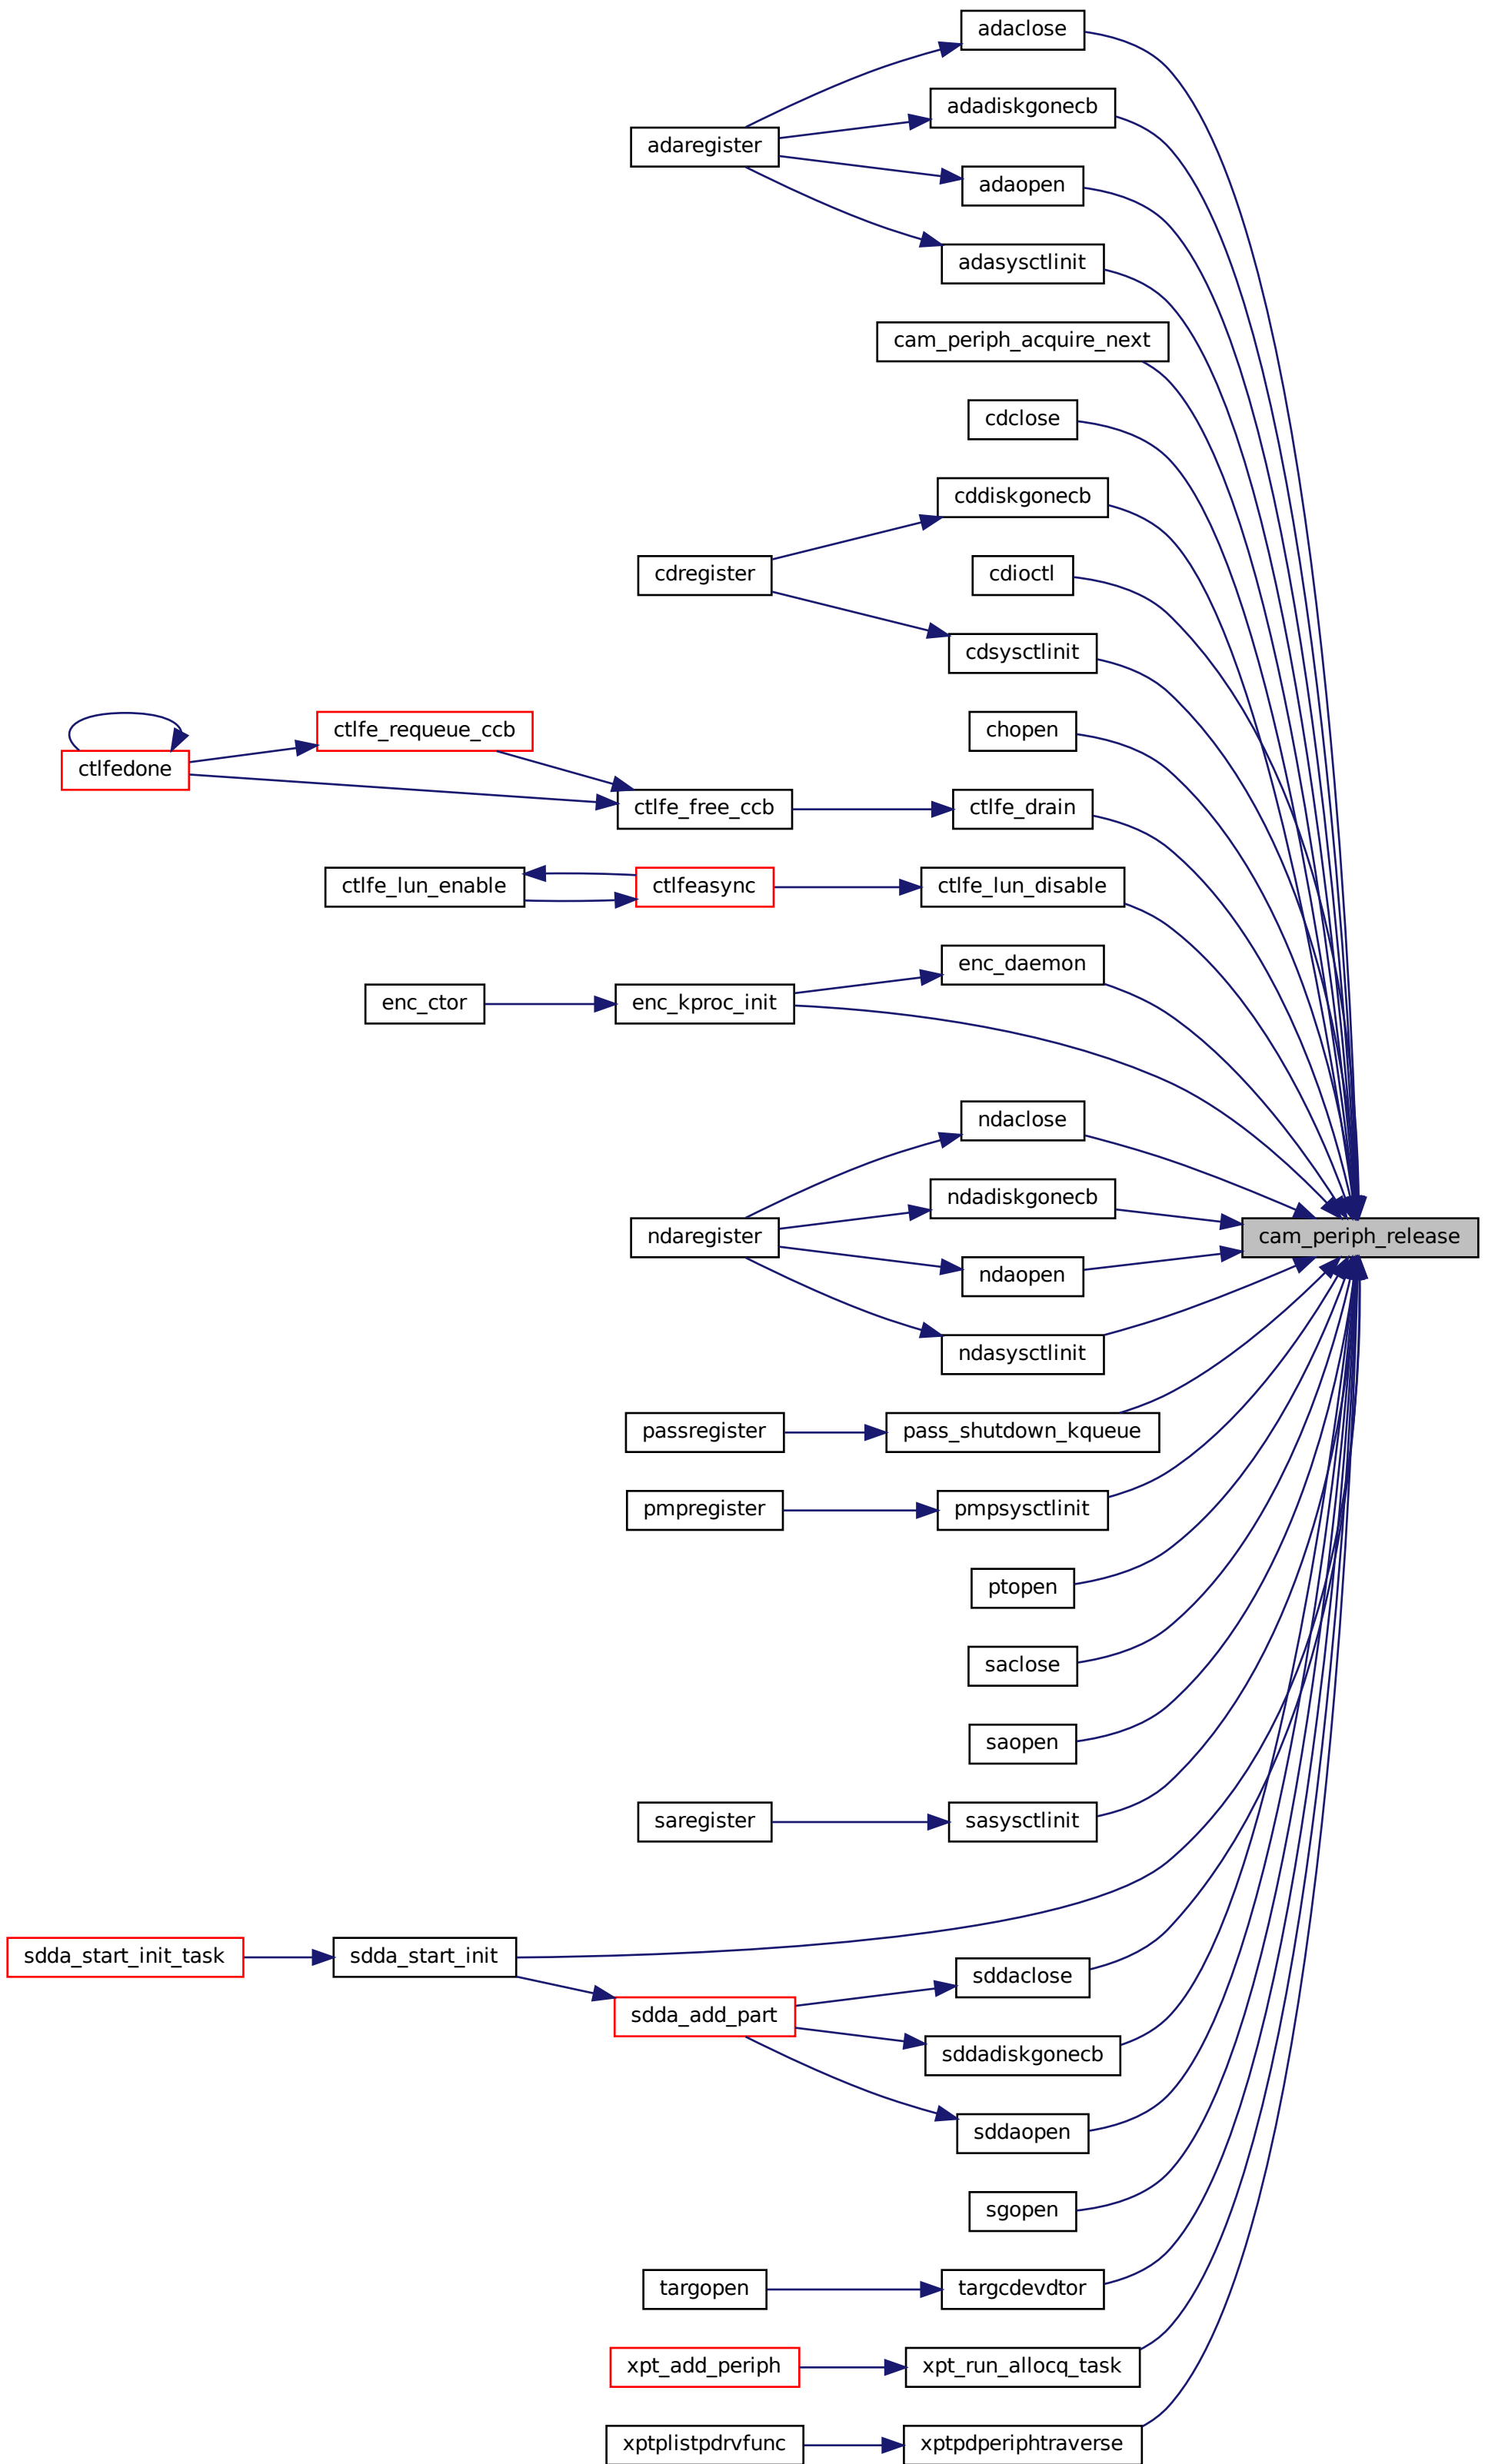 adaclose
adadiskgonecb
adaregister
adaopen
adasysctlinit
cam_periph_acquire_next
cdclose
cddiskgonecb
cdregister
cdioctl
cdsysctlinit
ctlfe_requeue_ccb
chopen
ctlfedone
ctlfe_free_ccb
ctlfe_drain
ctlfe_lun_enable
ctlfeasync
ctlfe_lun_disable
enc_daemon
enc_ctor
enc_kproc_init
ndaclose
ndadiskgonecb
ndaregister
cam_periph_release
ndaopen
ndasysctlinit
passregister
pass_shutdown_kqueue
pmpregister
pmpsysctlinit
ptopen
saclose
saopen
saregister
sasysctlinit
sdda_start_init_task
sdda_start_init
sddaclose
sdda_add_part
sddadiskgonecb
sddaopen
sgopen
targopen
targcdevdtor
xpt_add_periph
xpt_run_allocq_task
xptplistpdrvfunc
xptpdperiphtraverse